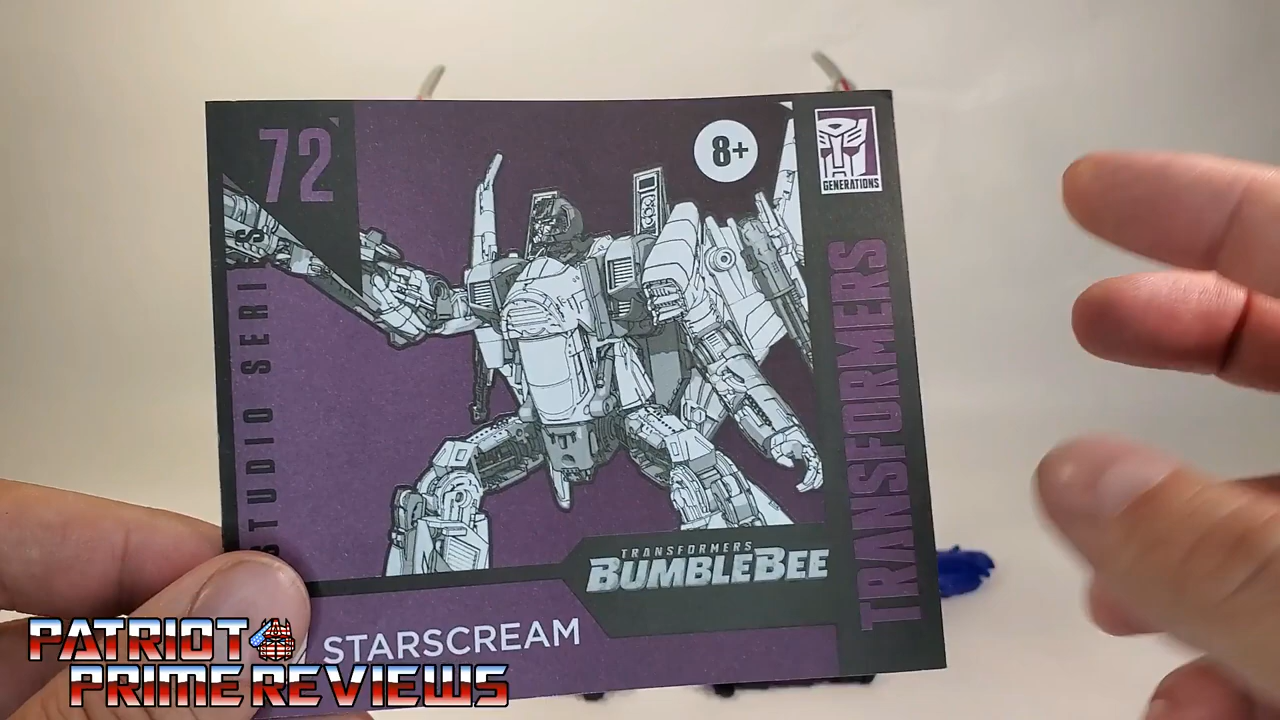 72
8+
GENERATIONS
STUDIO SERIES
TRANSFORMERS
TRANSFORMERS
BUMBLEBEE
STARSCREAM
PATRIOT
PRIME REVIEWS